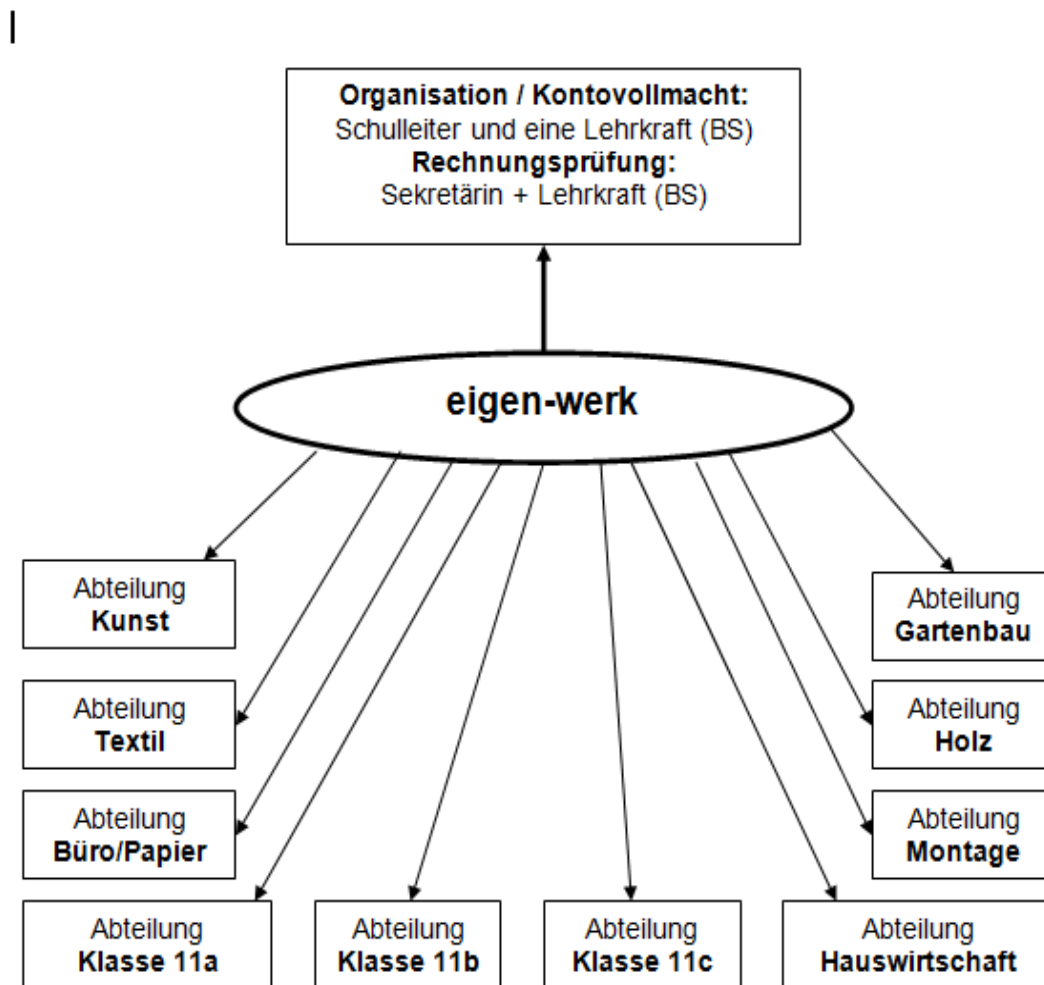 Organisation / Kontovollmacht:
Schulleiter und eine Lehrkraft (BS)
Rechnungsprüfung:
Sekretärin + Lehrkraft (BS)
eigen-werk
Abteilung
Kunst
Abteilung
Gartenbau
Abteilung
Textil
Abteilung
Holz
Abteilung
Büro/Papier
Abteilung
Montage
Abteilung
Klasse 11a
Abteilung
Klasse 11b
Abteilung
Klasse 11c
Abteilung
Hauswirtschaft